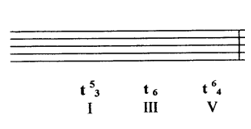 t⁵₃ t₆ t⁶₄
I III V